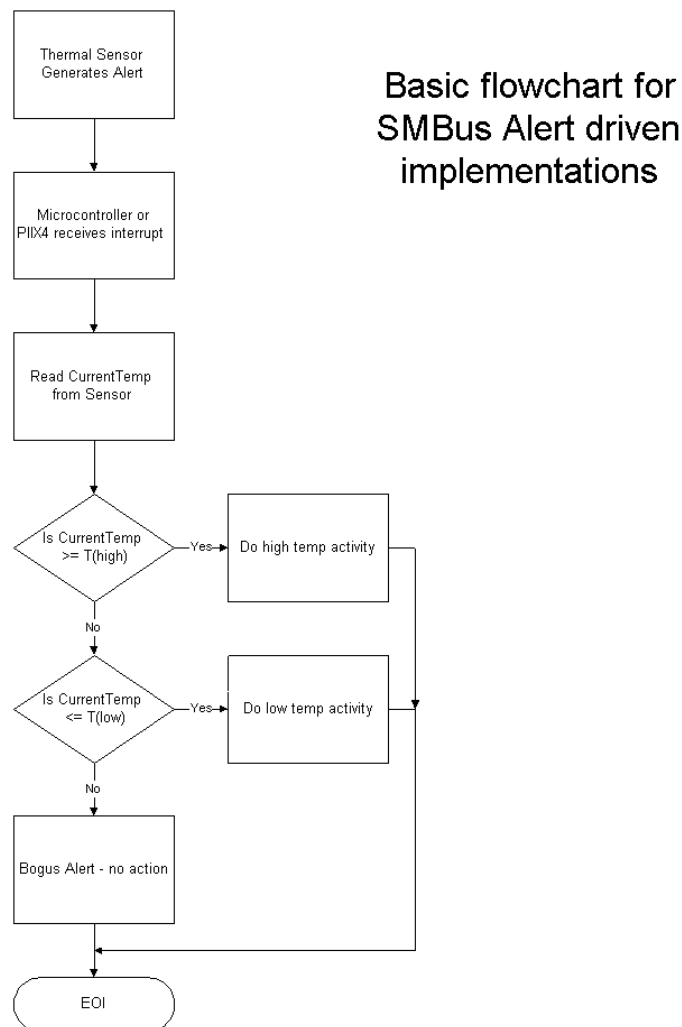 Basic flowchart for
SMBus Alert driven
implementations
Thermal Sensor
Generates Alert
Microcontroller or
PIIX4 receives interrupt
Read CurrentTemp
from Sensor
Is CurrentTemp
>= T(high)
Yes
Do high temp activity
No
Is CurrentTemp
<= T(low)
Yes
Do low temp activity
No
Bogus Alert - no action
EOI